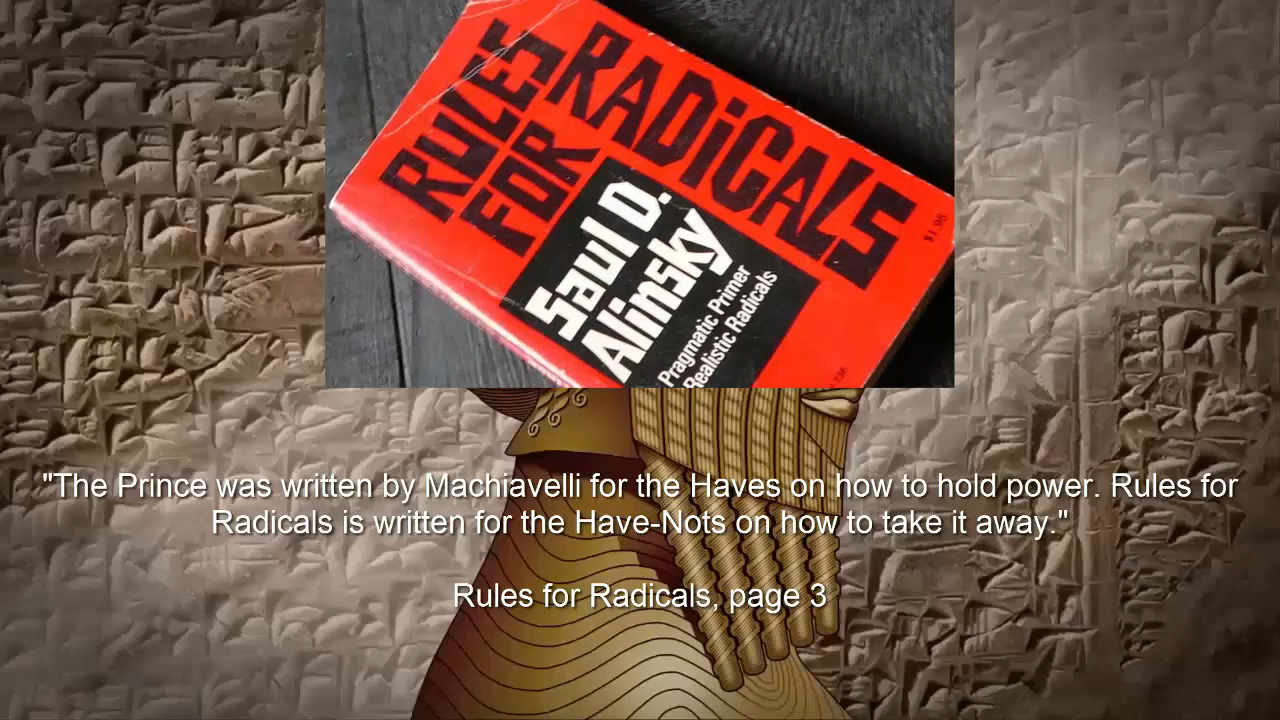 RULES
FOR RADiCALS
Saul D.
Alinsky
Pragmatic Primer
Realistic Radicals
$1.95
"The Prince was written by Machiavelli for the Haves on how to hold power. Rules for
Radicals is written for the Have-Nots on how to take it away."
Rules for Radicals, page 3